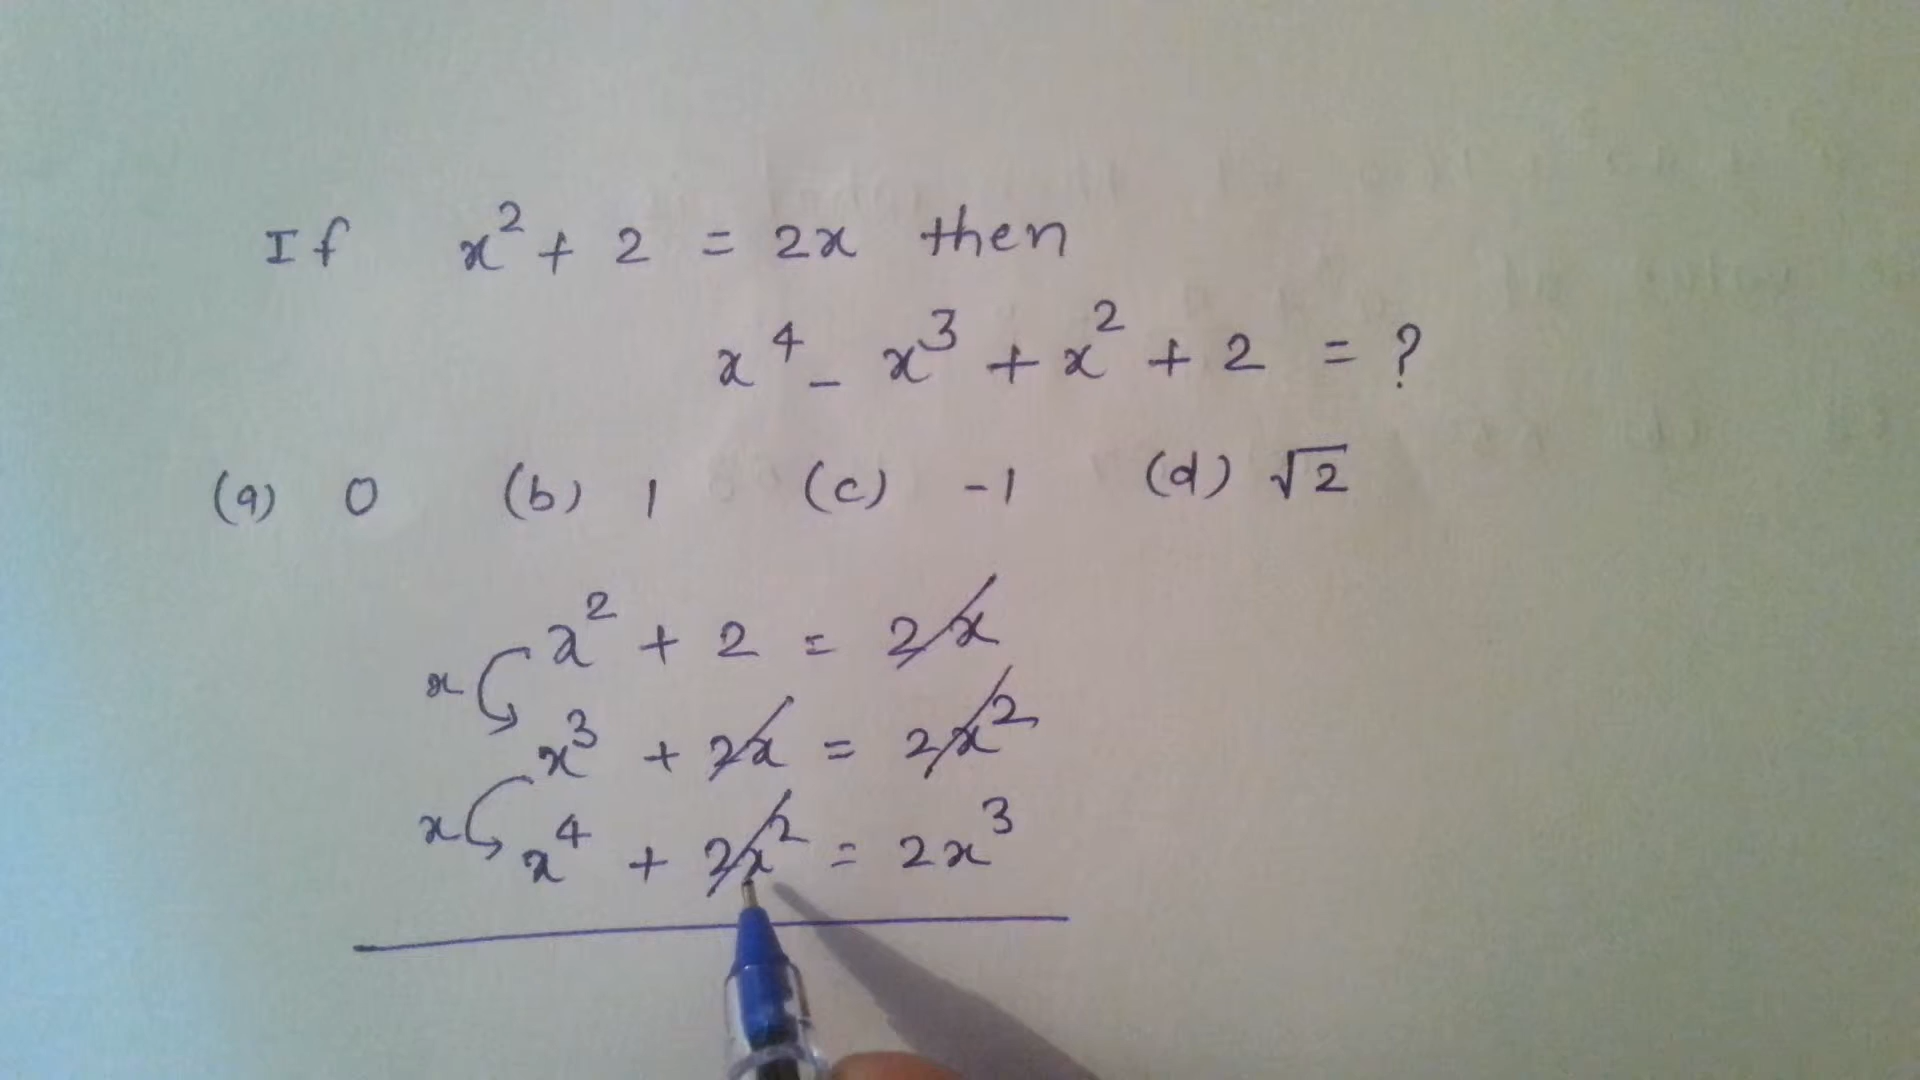 If x² + 2 = 2x then
x⁴ - x³ + x² + 2 = ?
(a) 0 (b) 1 (c) -1 (d) √2
x² + 2 = 2x
x
x³ + 2x = 2x²
x
x⁴ + 2x² = 2x³